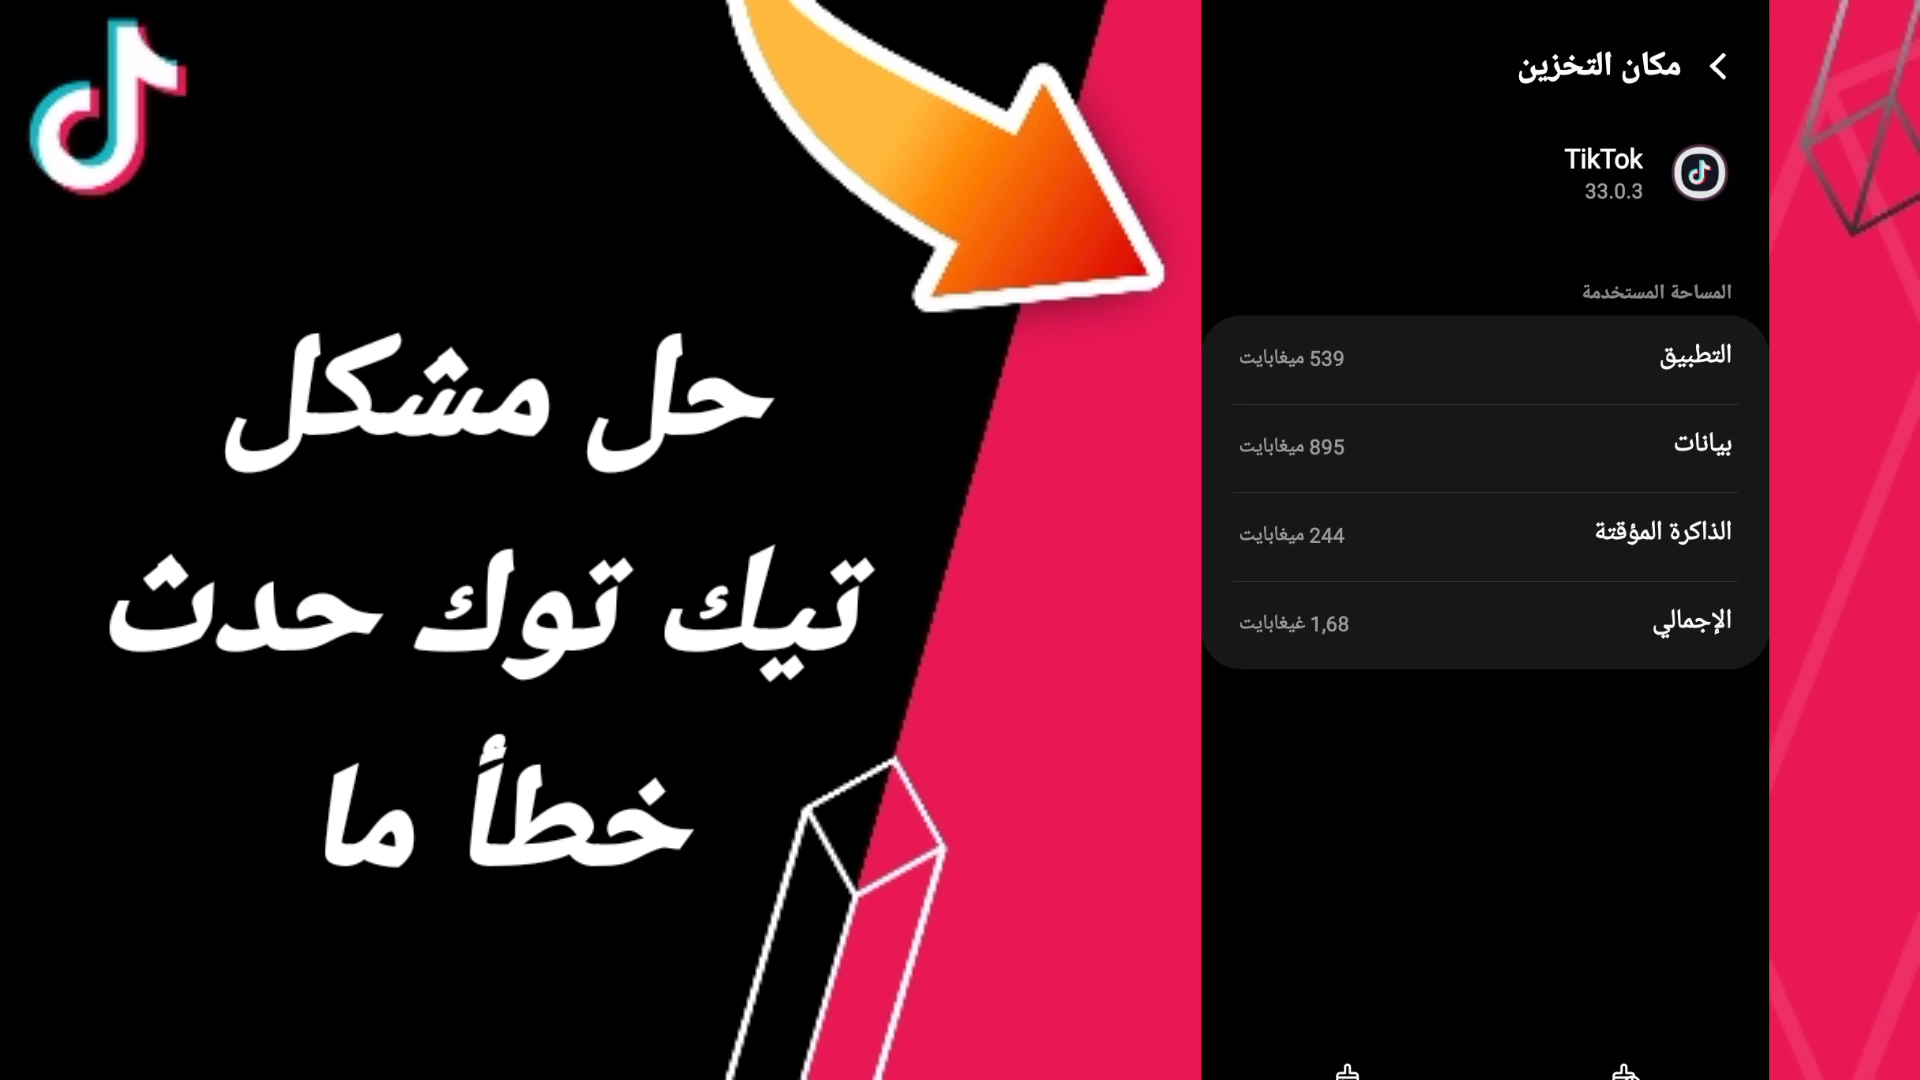 حل مشكل
تيك توك حدث
خطأ ما
مكان التخزين
TikTok
33.0.3
المساحة المستخدمة
التطبيق 539 ميغابايت
بيانات 895 ميغابايت
الذاكرة المؤقتة 244 ميغابايت
الإجمالي 1,68 غيغابايت